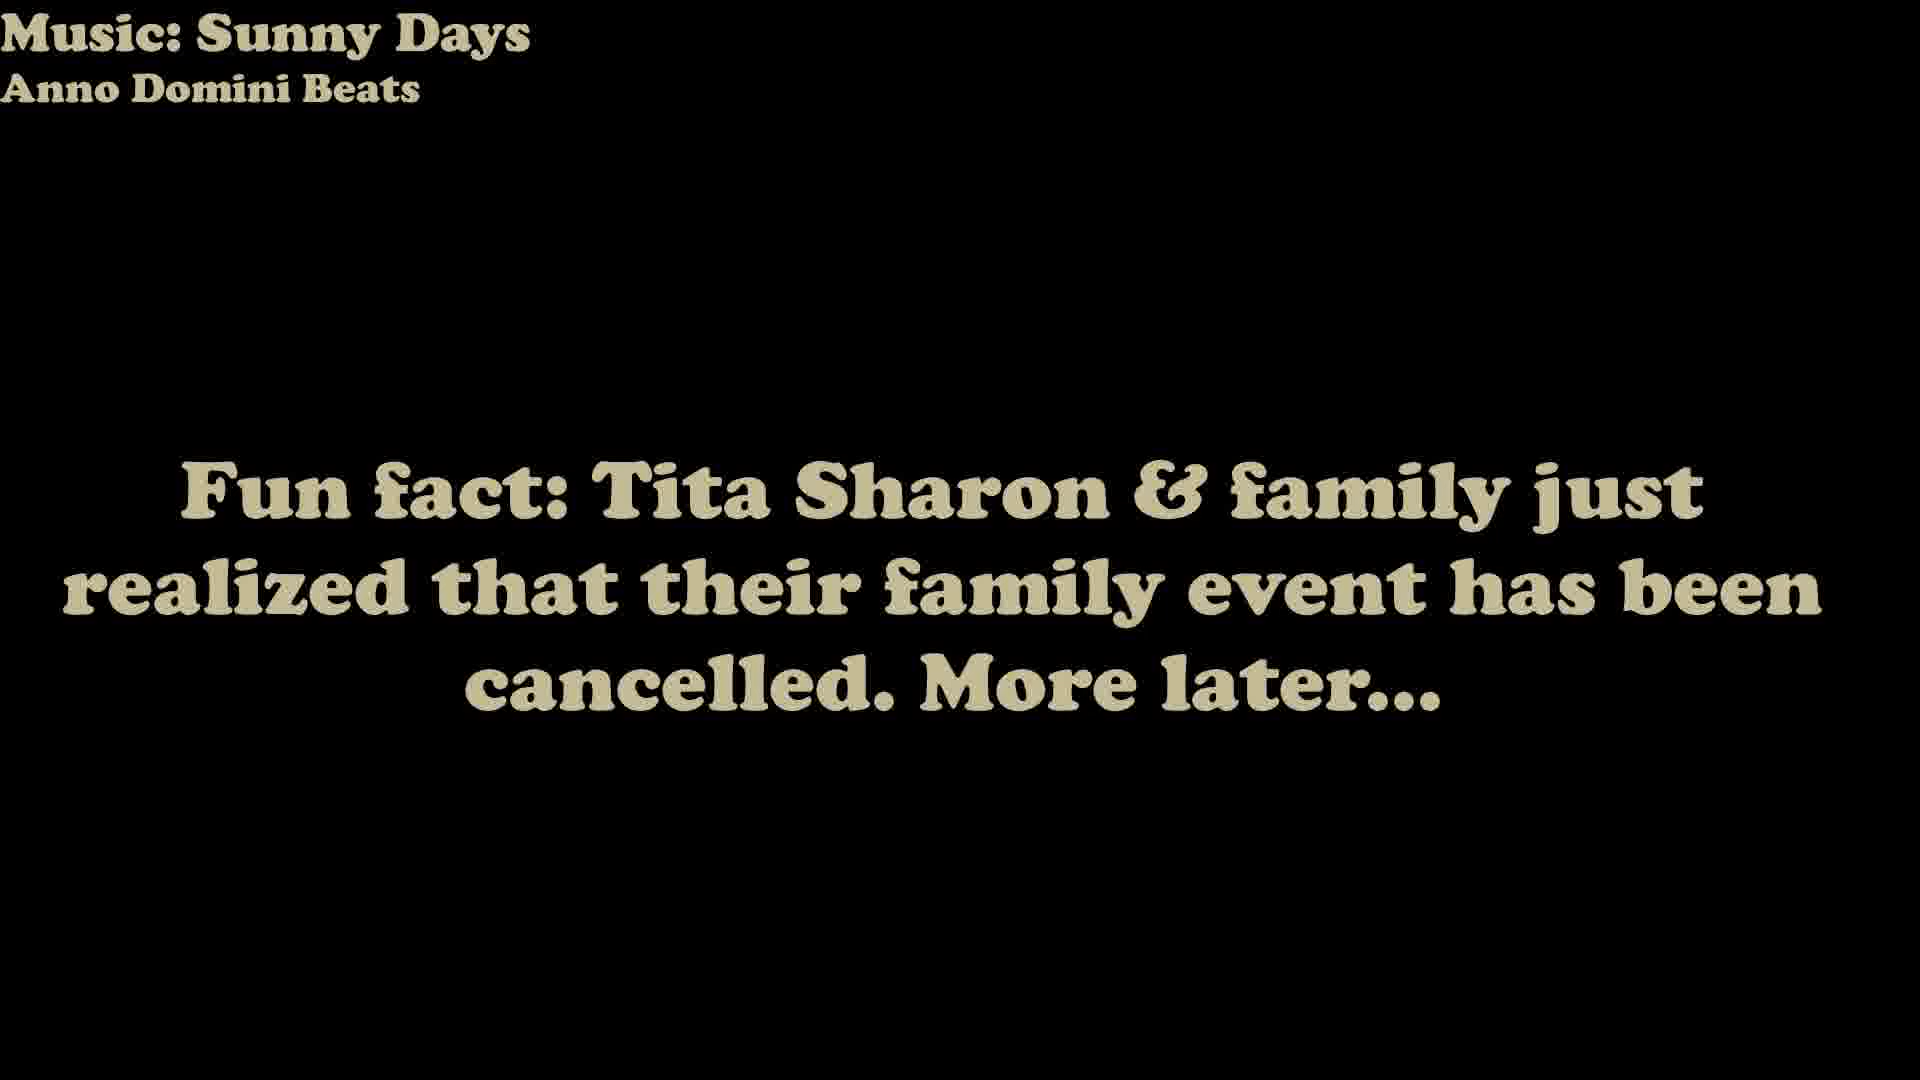 Music: Sunny Days
Anno Domini Beats
Fun fact: Tita Sharon & family just
realized that their family event has been
cancelled. More later...